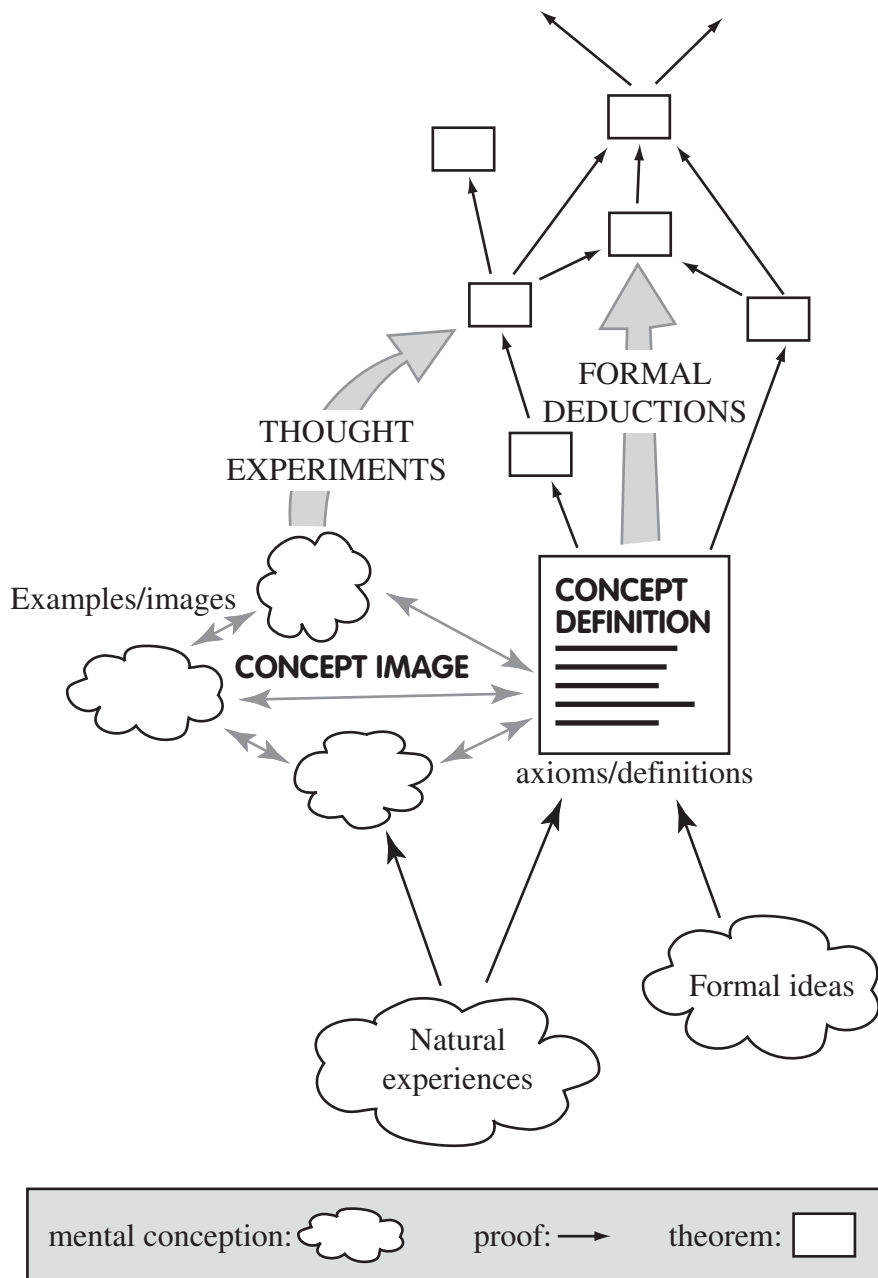 FORMAL
DEDUCTIONS
THOUGHT
EXPERIMENTS
Examples/images
CONCEPT IMAGE
CONCEPT
DEFINITION
axioms/definitions
Formal ideas
Natural
experiences
mental conception:
proof:
theorem: